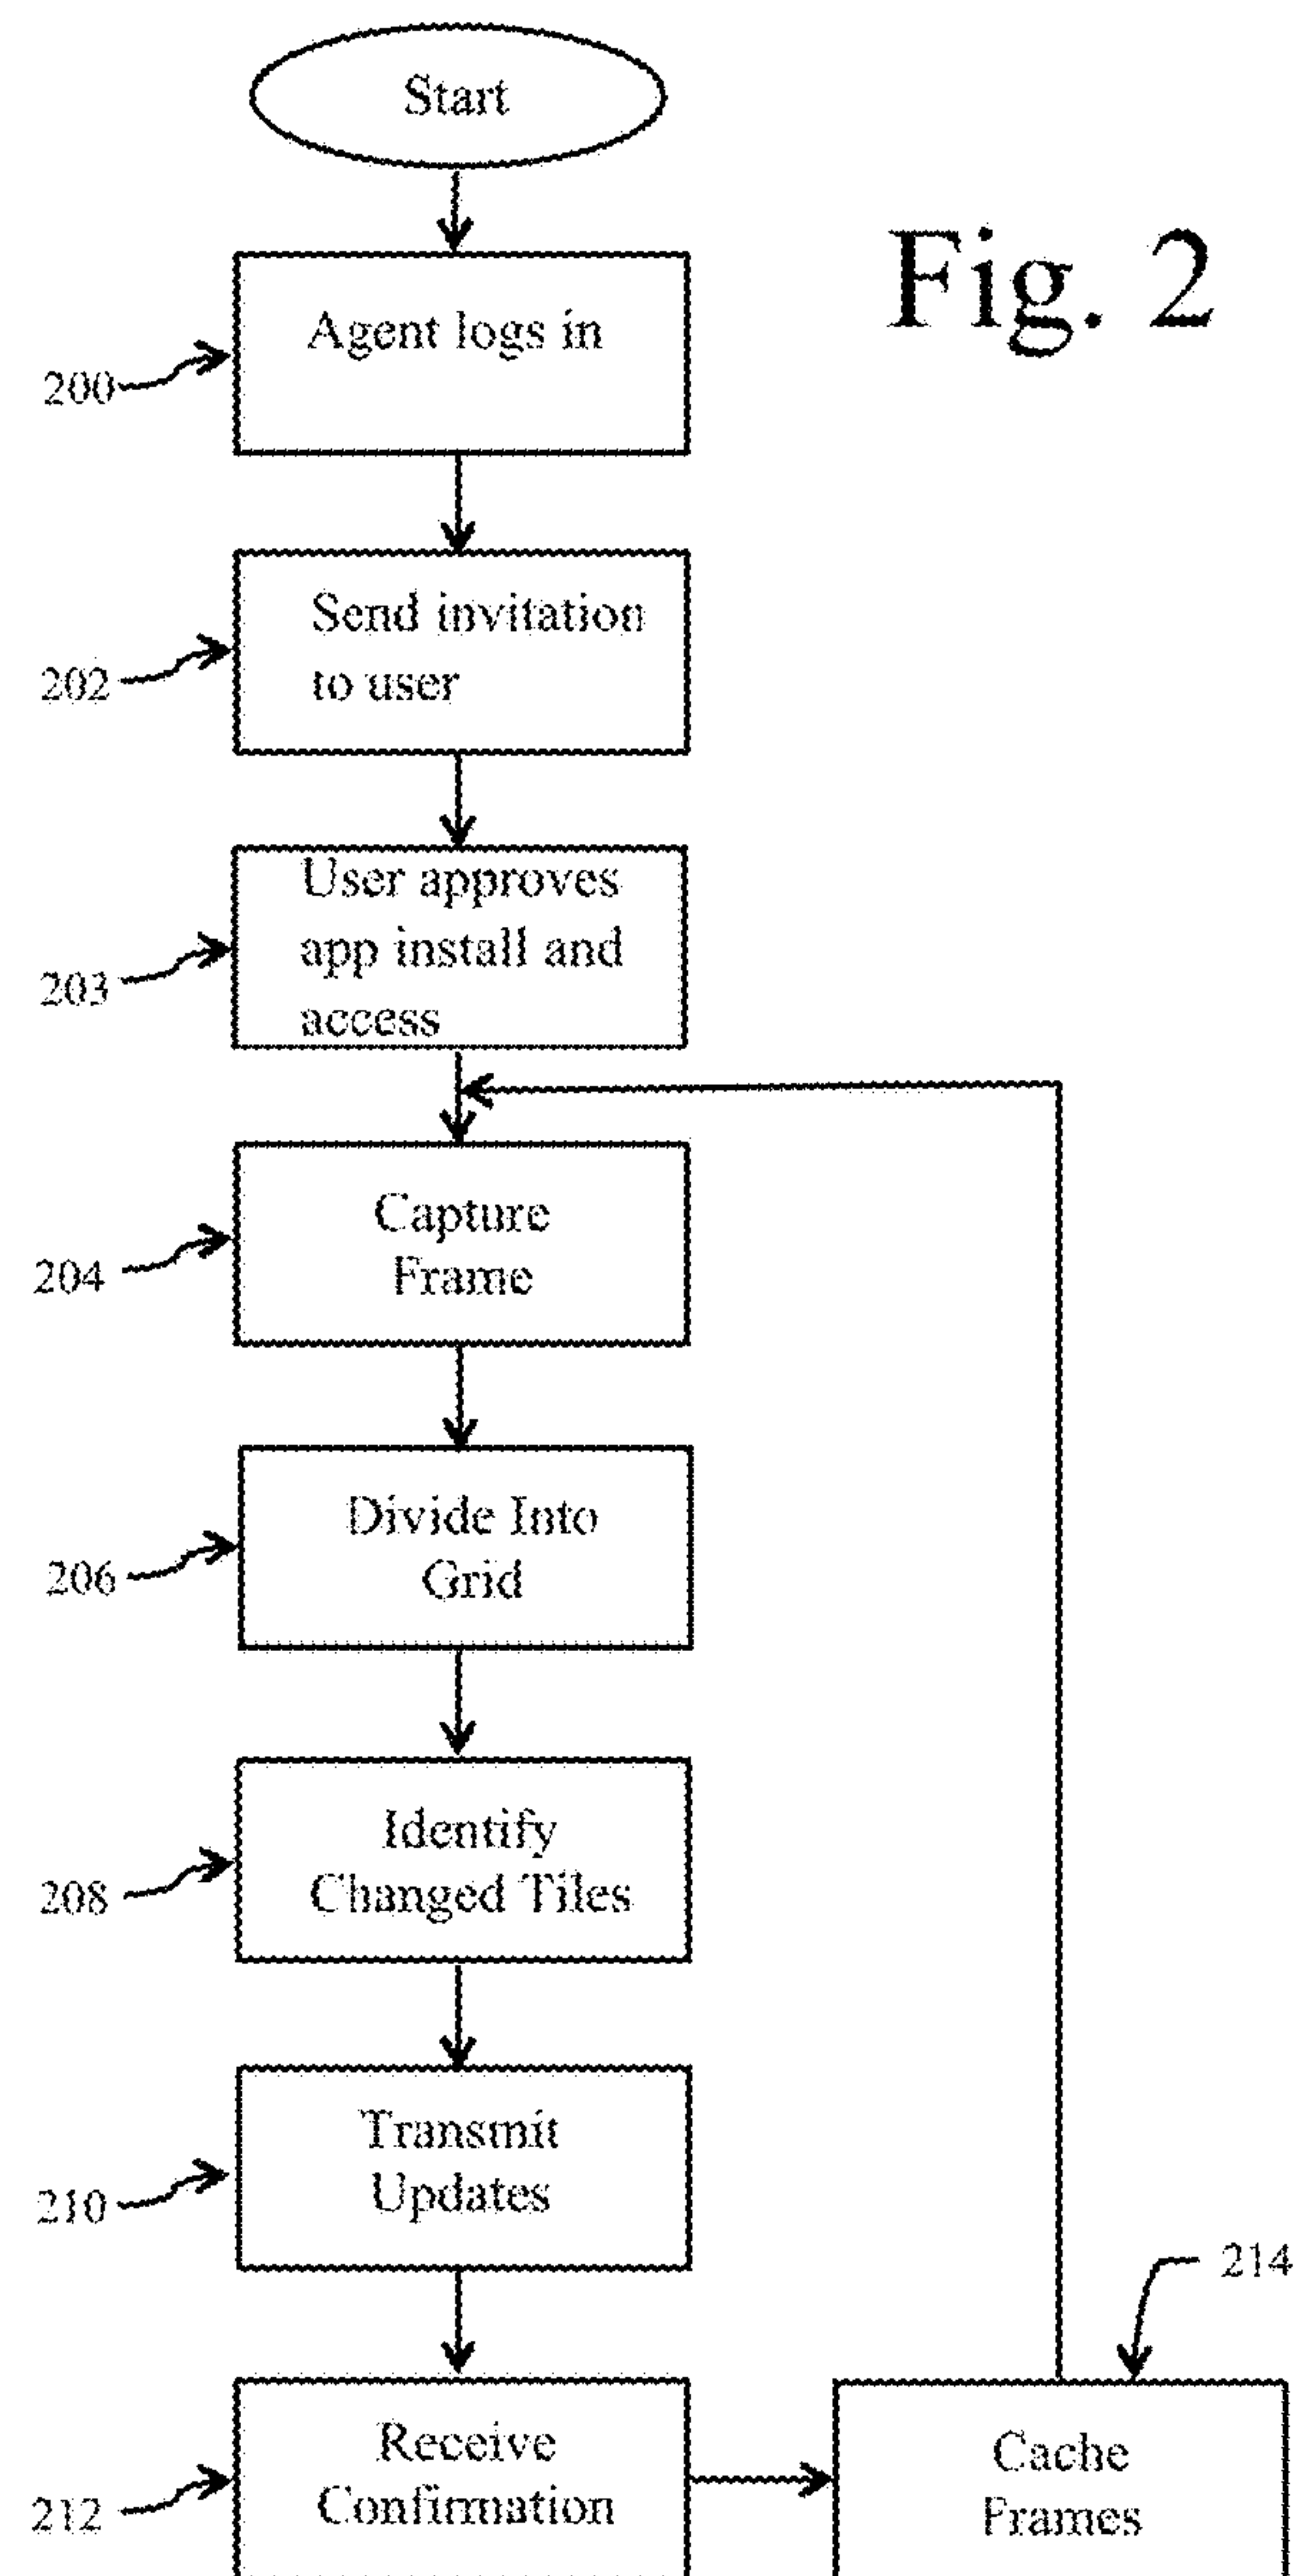 Start
Fig. 2
Agent logs in
200
Send invitation
to user
202
User approves
app install and
access
203
Capture
Frame
204
Divide Into
Grid
206
Identify
Changed Tiles
208
Transmit
Updates
210
214
Receive
Confirmation
212
Cache
Frames